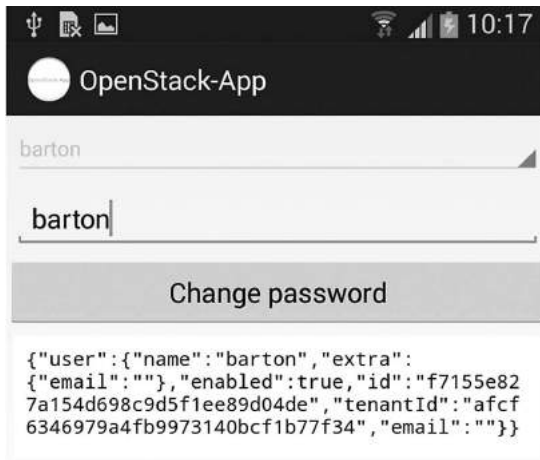 10:17
OpenStack-App
barton
barton
Change password
{"user":{"name":"barton","extra":
{"email":""},"enabled":true,"id":"f7155e82
7a154d698c9d5f1ee89d04de","tenantId":"afcf
6346979a4fb9973140bcf1b77f34","email":""}}